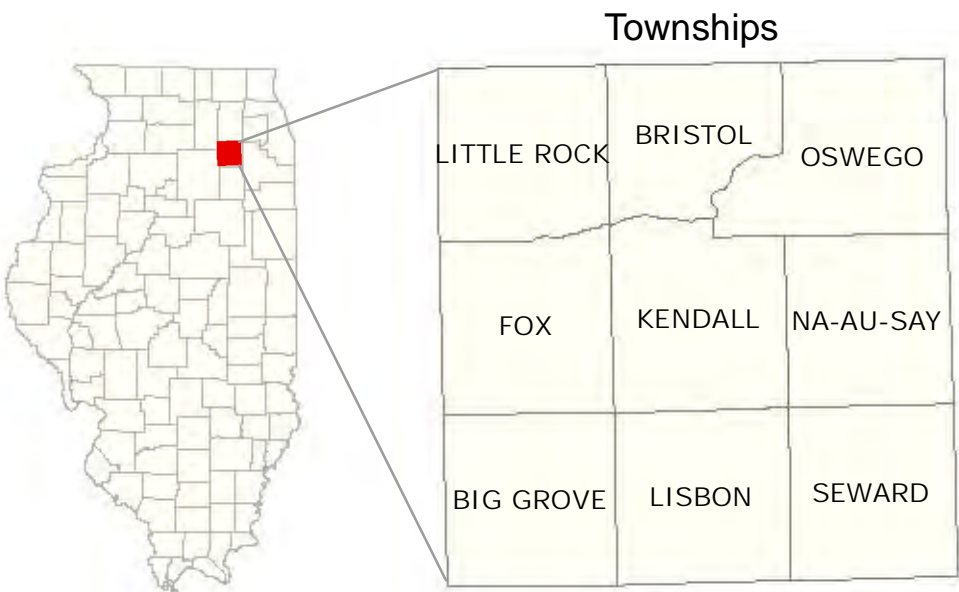 Townships
LITTLE ROCK
BRISTOL
OSWEGO
FOX
KENDALL
NA-AU-SAY
BIG GROVE
LISBON
SEWARD